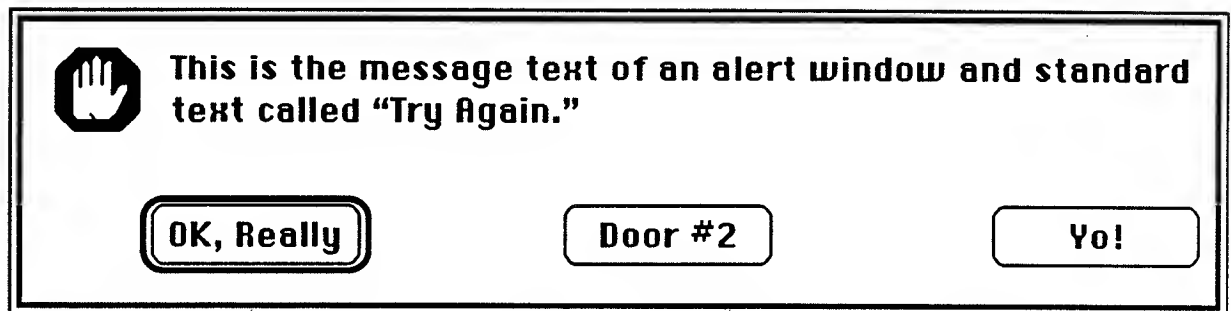 This is the message text of an alert window and standard
text called “Try Again.”
OK, Really
Door #2
Yo!